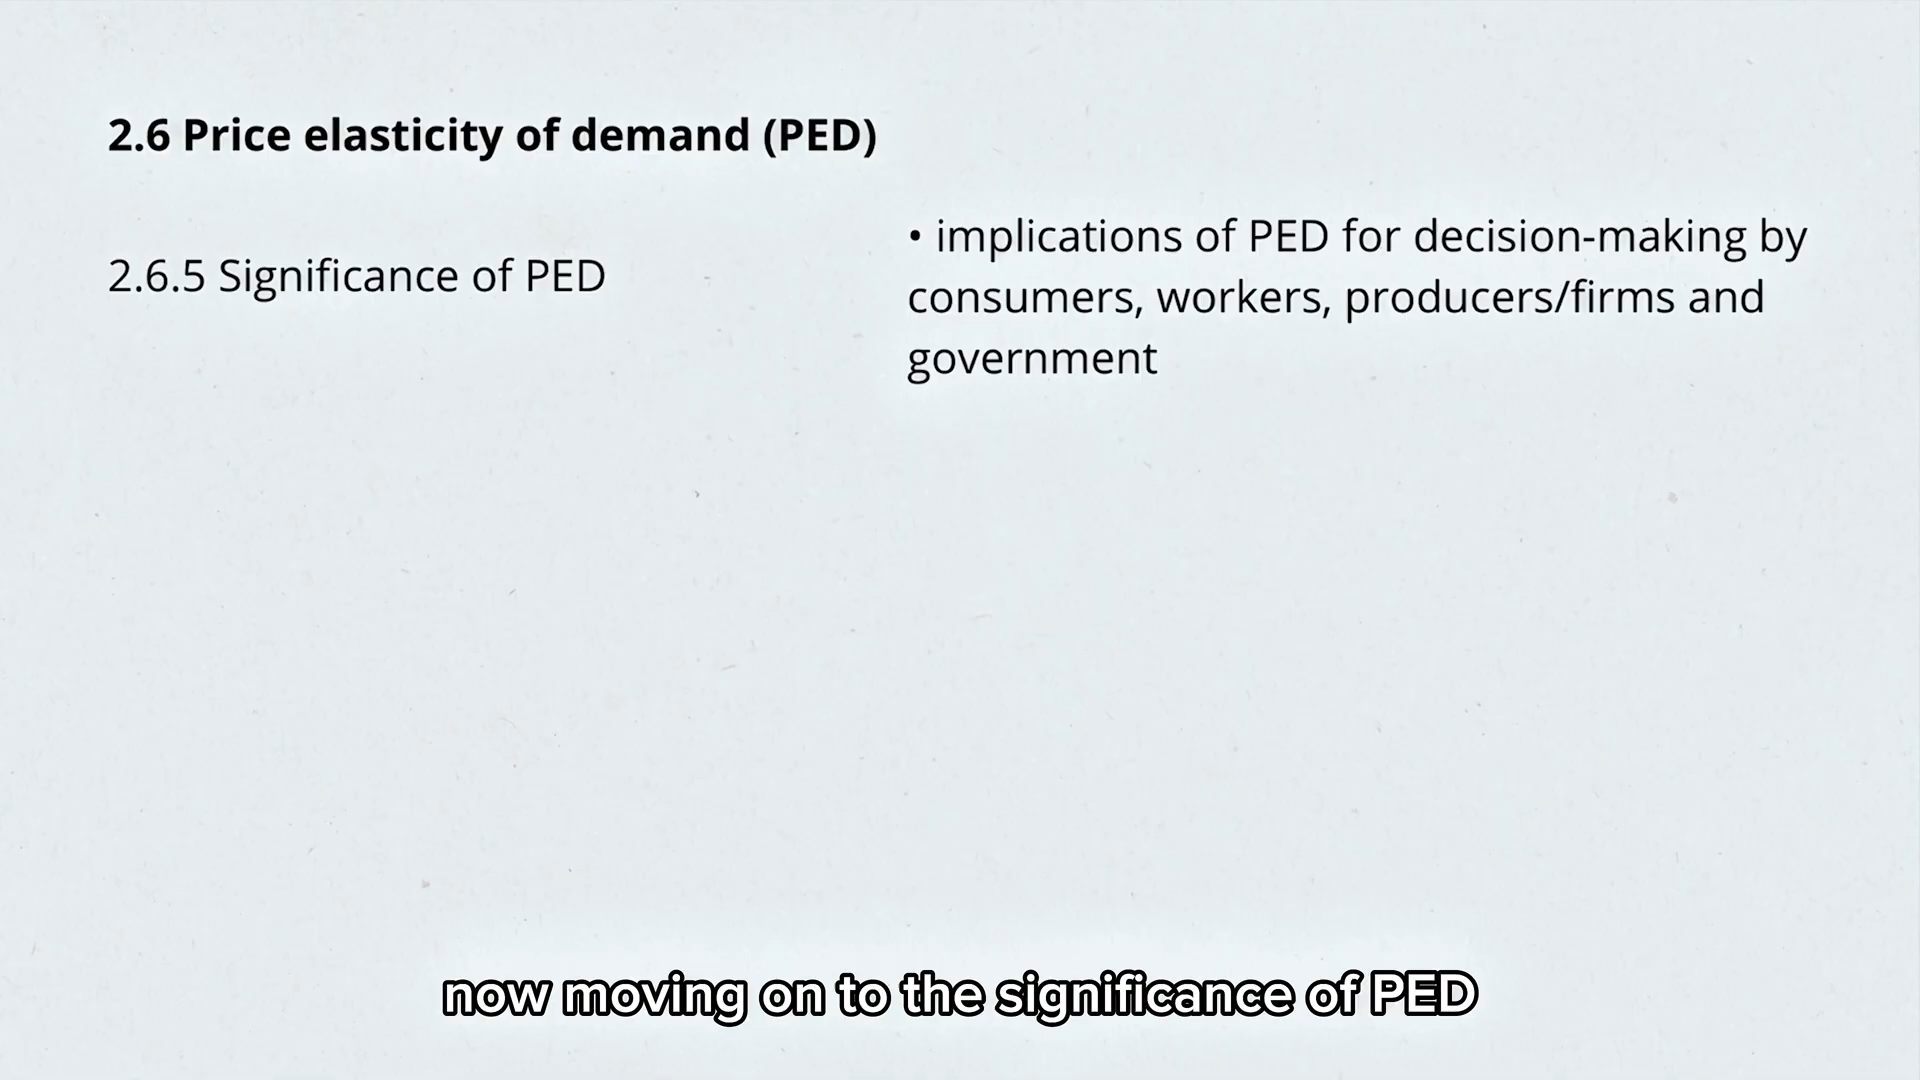 2.6 Price elasticity of demand (PED)
2.6.5 Significance of PED
• implications of PED for decision-making by
consumers, workers, producers/firms and
government
now moving on to the significance of PED